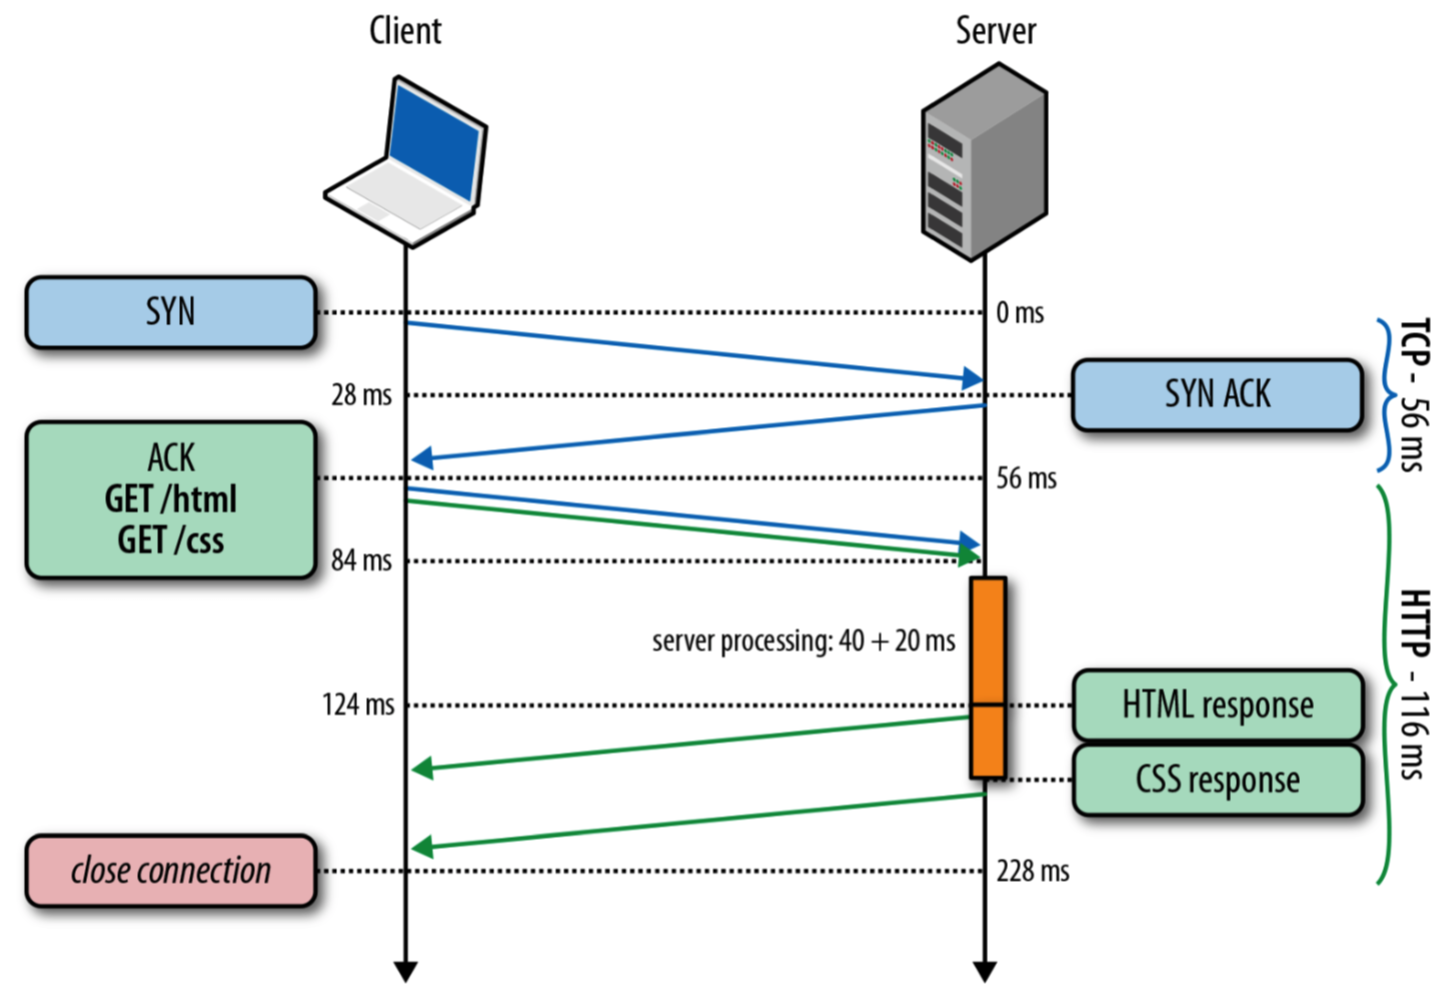 Client
Server
SYN
0 ms
28 ms
SYN ACK
TCP - 56 ms
ACK
GET /html
GET /css
56 ms
84 ms
server processing: 40 + 20 ms
124 ms
HTML response
HTTP - 116 ms
CSS response
close connection
228 ms